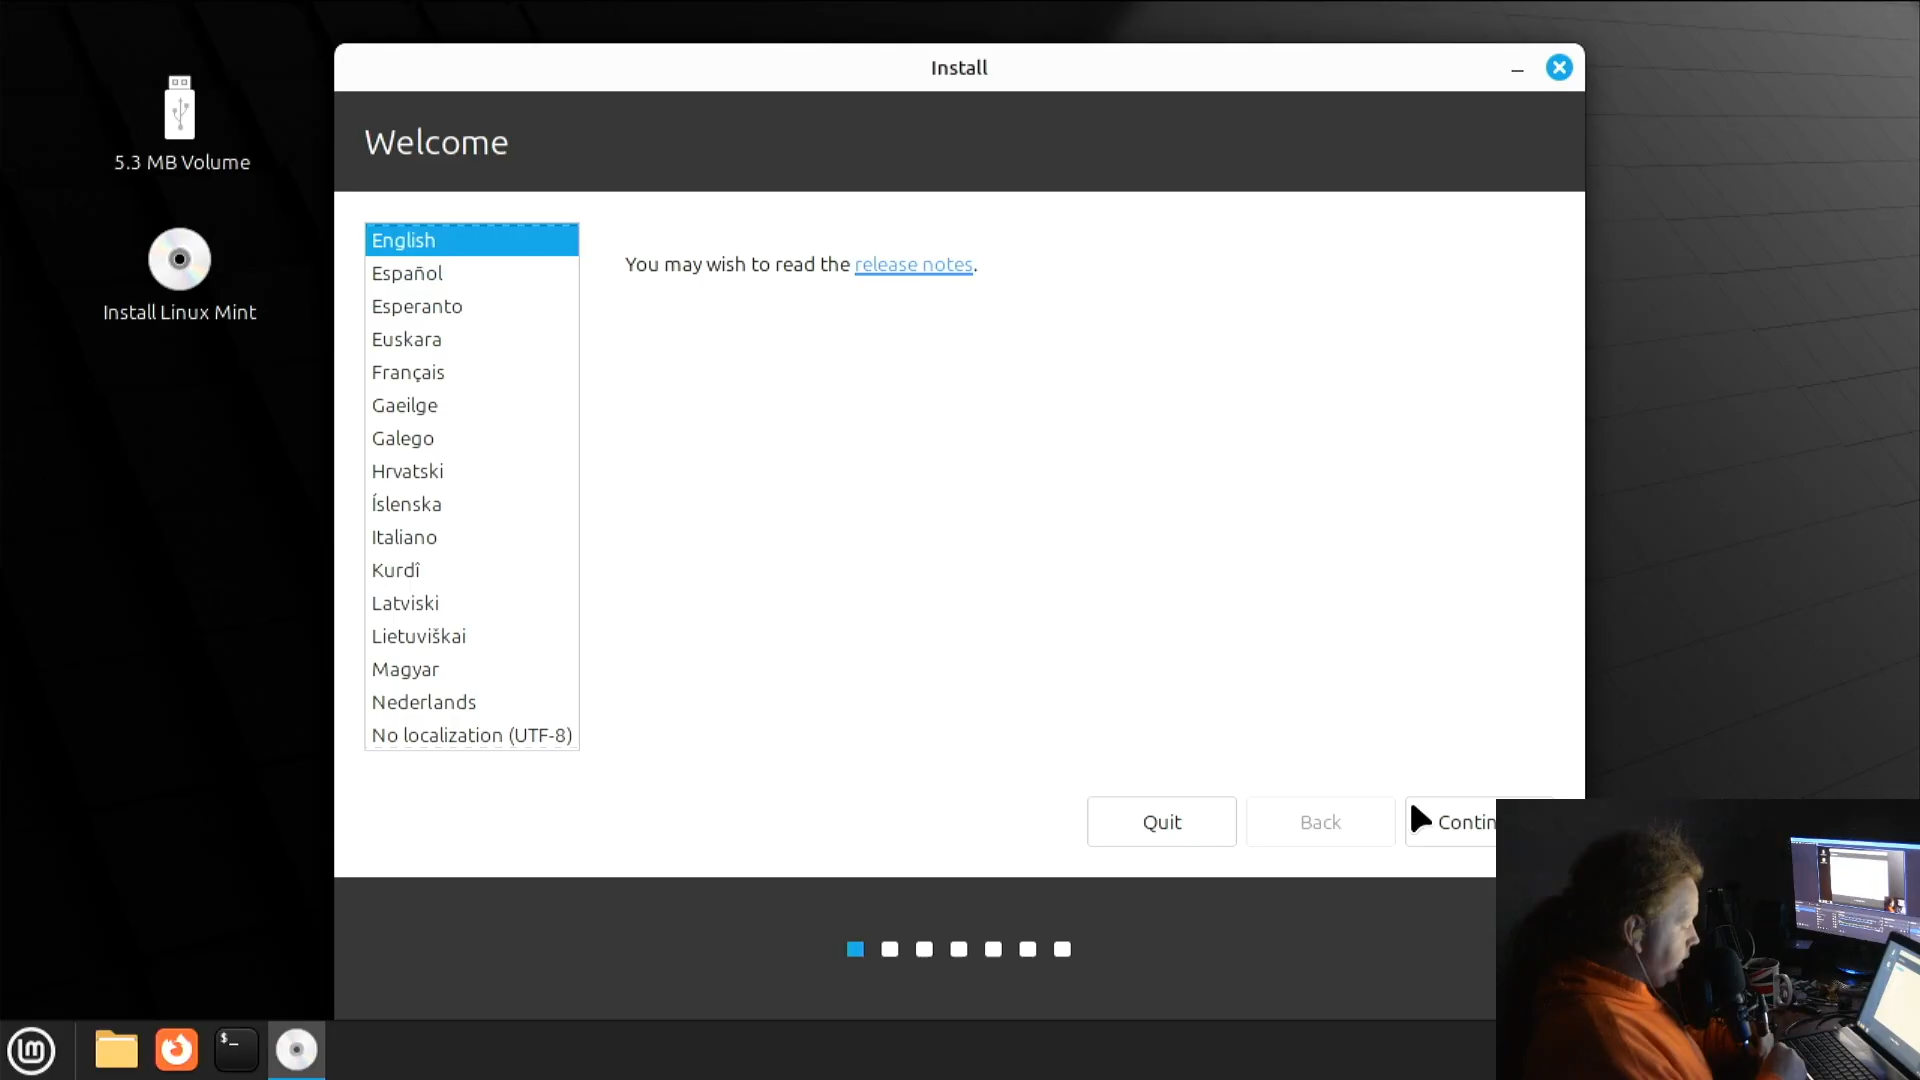 Install
Welcome
5.3 MB Volume
Install Linux Mint
English
Español
Esperanto
Euskara
Français
Gaeilge
Galego
Hrvatski
Íslenska
Italiano
Kurdî
Latviski
Lietuviškai
Magyar
Nederlands
No localization (UTF-8)
You may wish to read the release notes.
Quit
Back
Contin
$_
lm